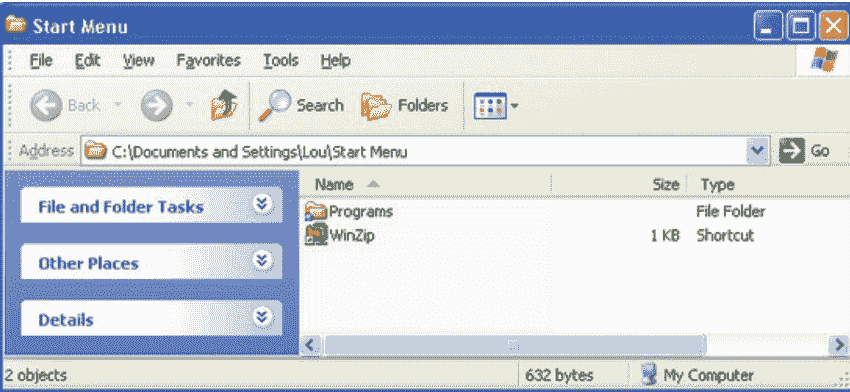 Start Menu
File Edit View Favorites Tools Help
Back Search Folders
Address C:\Documents and Settings\Lou\Start Menu Go
Name Size Type
File and Folder Tasks
Programs File Folder
WinZip 1 KB Shortcut
Other Places
Details
2 objects 632 bytes My Computer